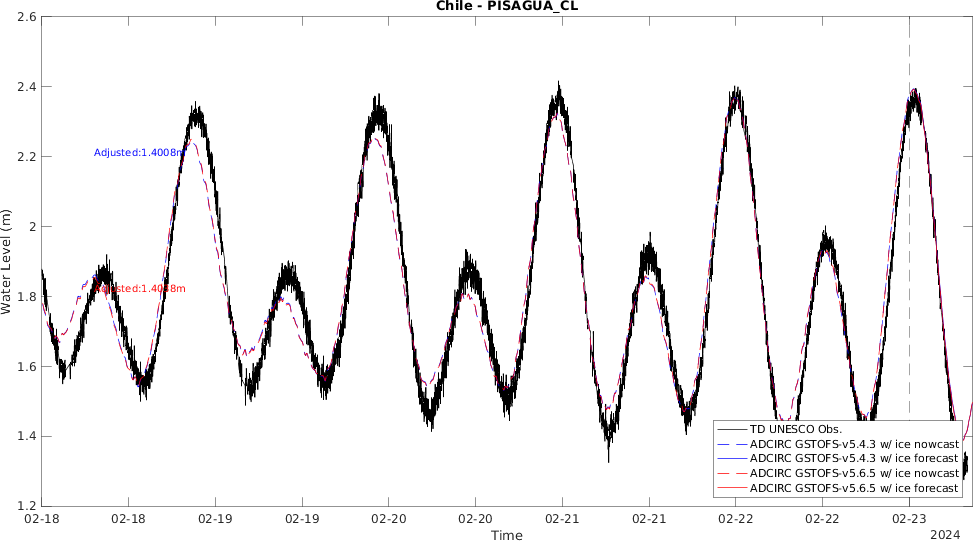 Chile - PISAGUA_CL
Water Level (m)
2.6
2.4
2.2
2
1.8
1.6
1.4
1.2
Adjusted:1.4008m
TD UNESCO Obs.
ADCIRC GSTOFS-v5.4.3 w/ ice nowcast
ADCIRC GSTOFS-v5.4.3 w/ ice forecast
ADCIRC GSTOFS-v5.6.5 w/ ice nowcast
ADCIRC GSTOFS-v5.6.5 w/ ice forecast
02-18 02-18 02-19 02-19 02-20 02-20 02-21 02-21 02-22 02-22 02-23
Time
2024